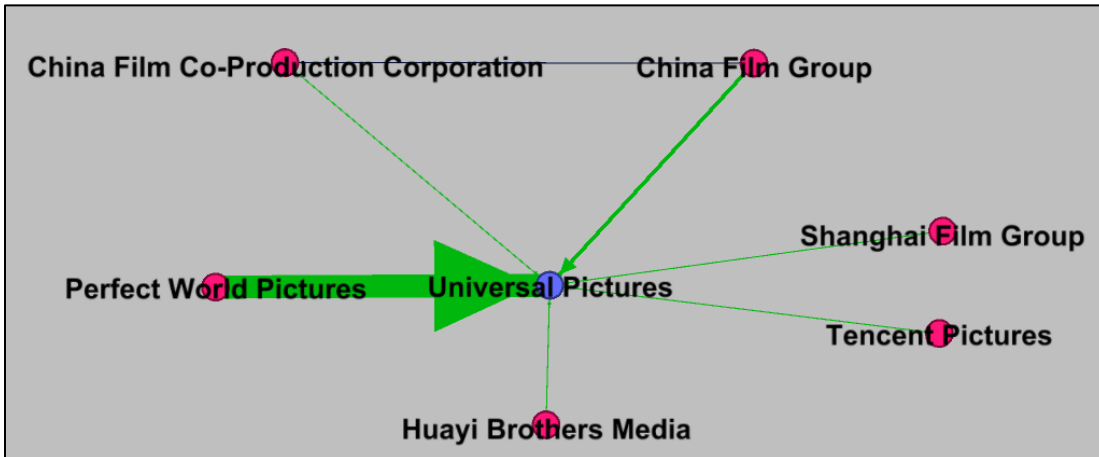 China Film Co-Production Corporation
China Film Group
Shanghai Film Group
Perfect World Pictures
Universal Pictures
Tencent Pictures
Huayi Brothers Media